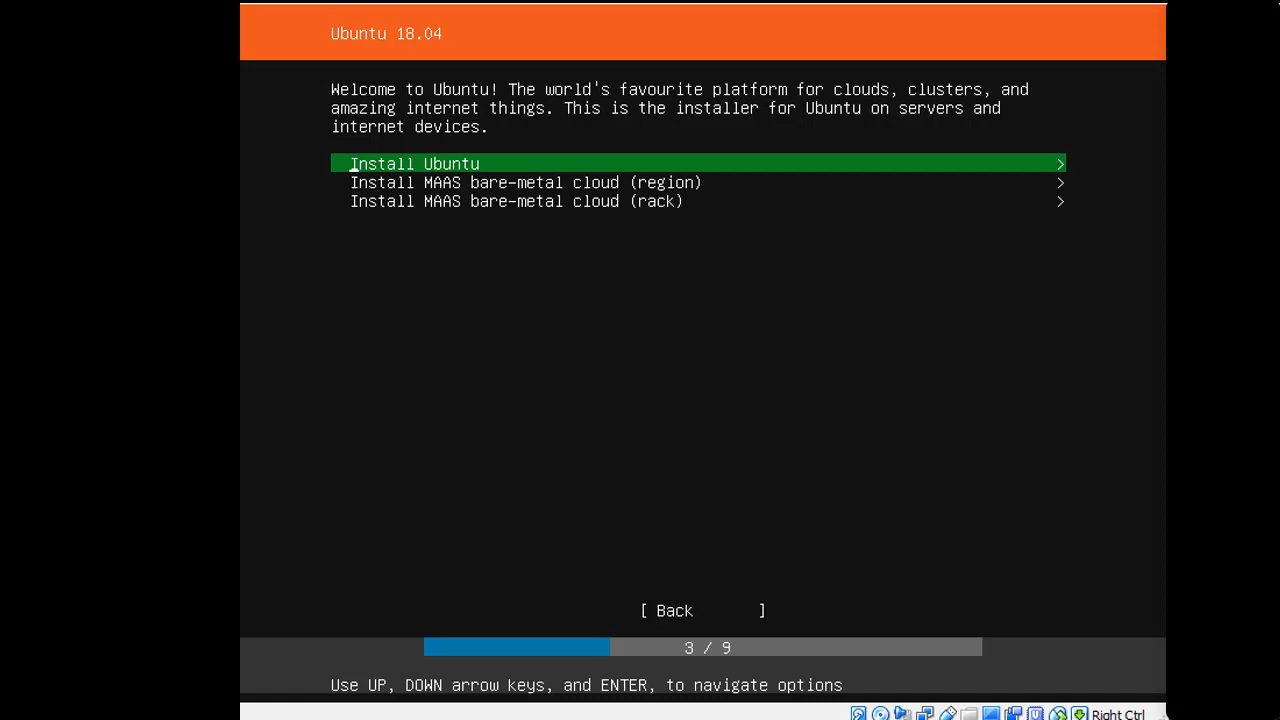 Ubuntu 18.04
Welcome to Ubuntu! The world's favourite platform for clouds, clusters, and
amazing internet things. This is the installer for Ubuntu on servers and
internet devices.
Install Ubuntu >
Install MAAS bare-metal cloud (region) >
Install MAAS bare-metal cloud (rack) >
[ Back ]
3 / 9
Use UP, DOWN arrow keys, and ENTER, to navigate options
Right Ctrl